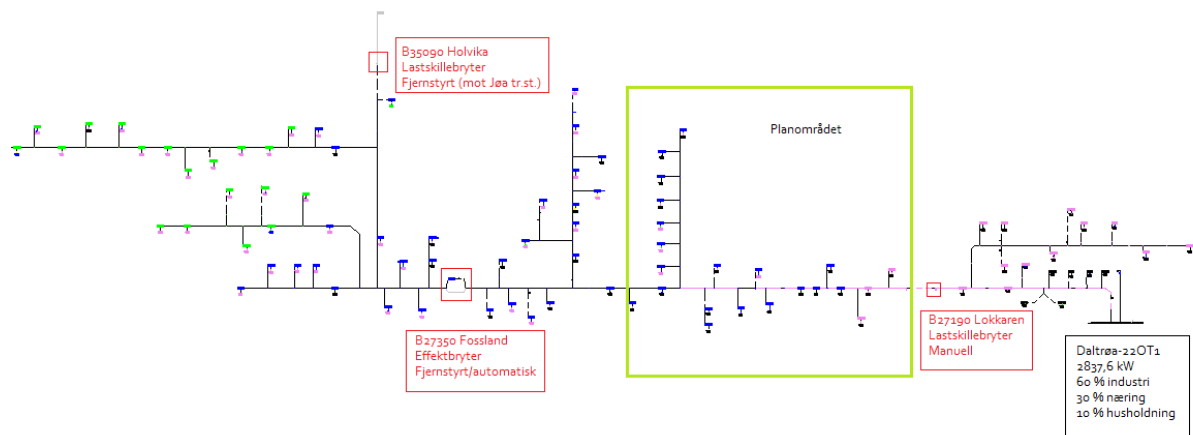 B35090 Holvika
Lastskillebryter
Fjernstyrt (mot Jøa tr.st.)
Planområdet
B27350 Fossland
Effektbryter
Fjernstyrt/automatisk
B27190 Lokkaren
Lastskillebryter
Manuell
Daltrøa-22OT1
2837,6 kW
60 % industri
30 % næring
10 % husholdning